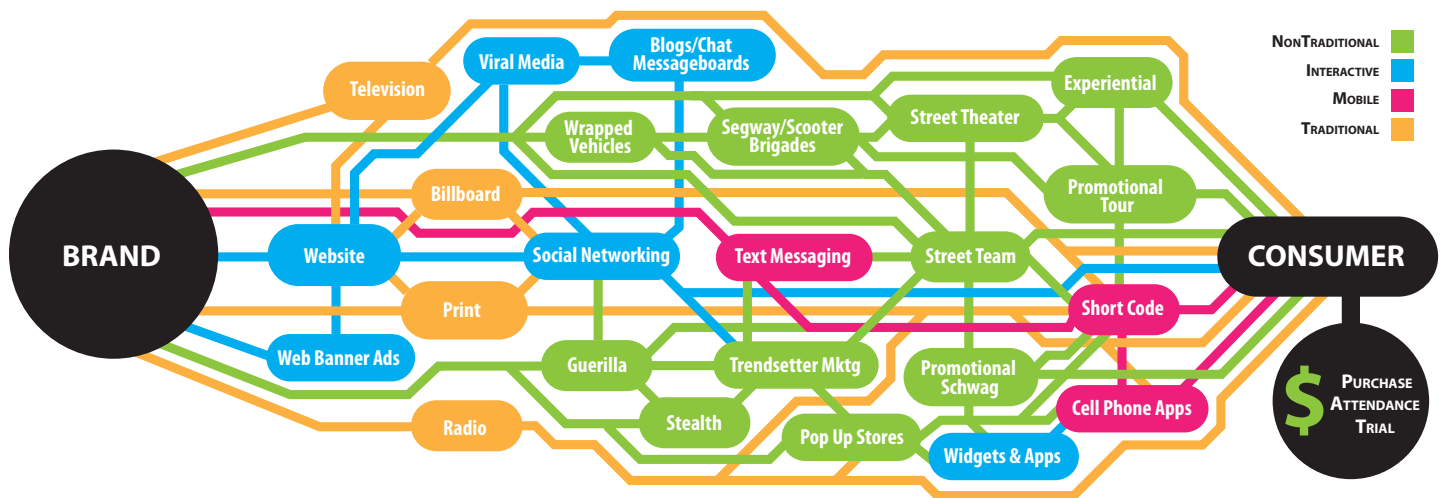 BRAND
Television
Viral Media
Blogs/Chat
Messageboards
Wrapped
Vehicles
Segway/Scooter
Brigades
Street Theater
Experiential
Promotional
Tour
Billboard
Website
Social Networking
Text Messaging
Street Team
Print
Short Code
Web Banner Ads
Guerilla
Trendsetter Mktg
Promotional
Schwag
Stealth
Cell Phone Apps
Radio
Pop Up Stores
Widgets & Apps
NonTraditional
Interactive
Mobile
Traditional
CONSUMER
$
Purchase
Attendance
Trial